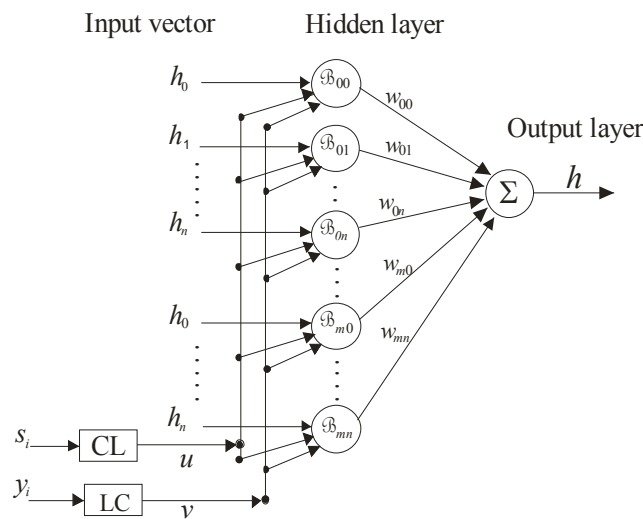 Input vector
Hidden layer
h₀
ℬ₀₀
w₀₀
Output layer
h₁
ℬ₀₁
w₀₁
Σ
h
hₙ
ℬ₀ₙ
w₀ₙ
h₀
ℬₘ₀
wₘ₀
wₘₙ
hₙ
ℬₘₙ
sᵢ
CL
u
yᵢ
LC
v